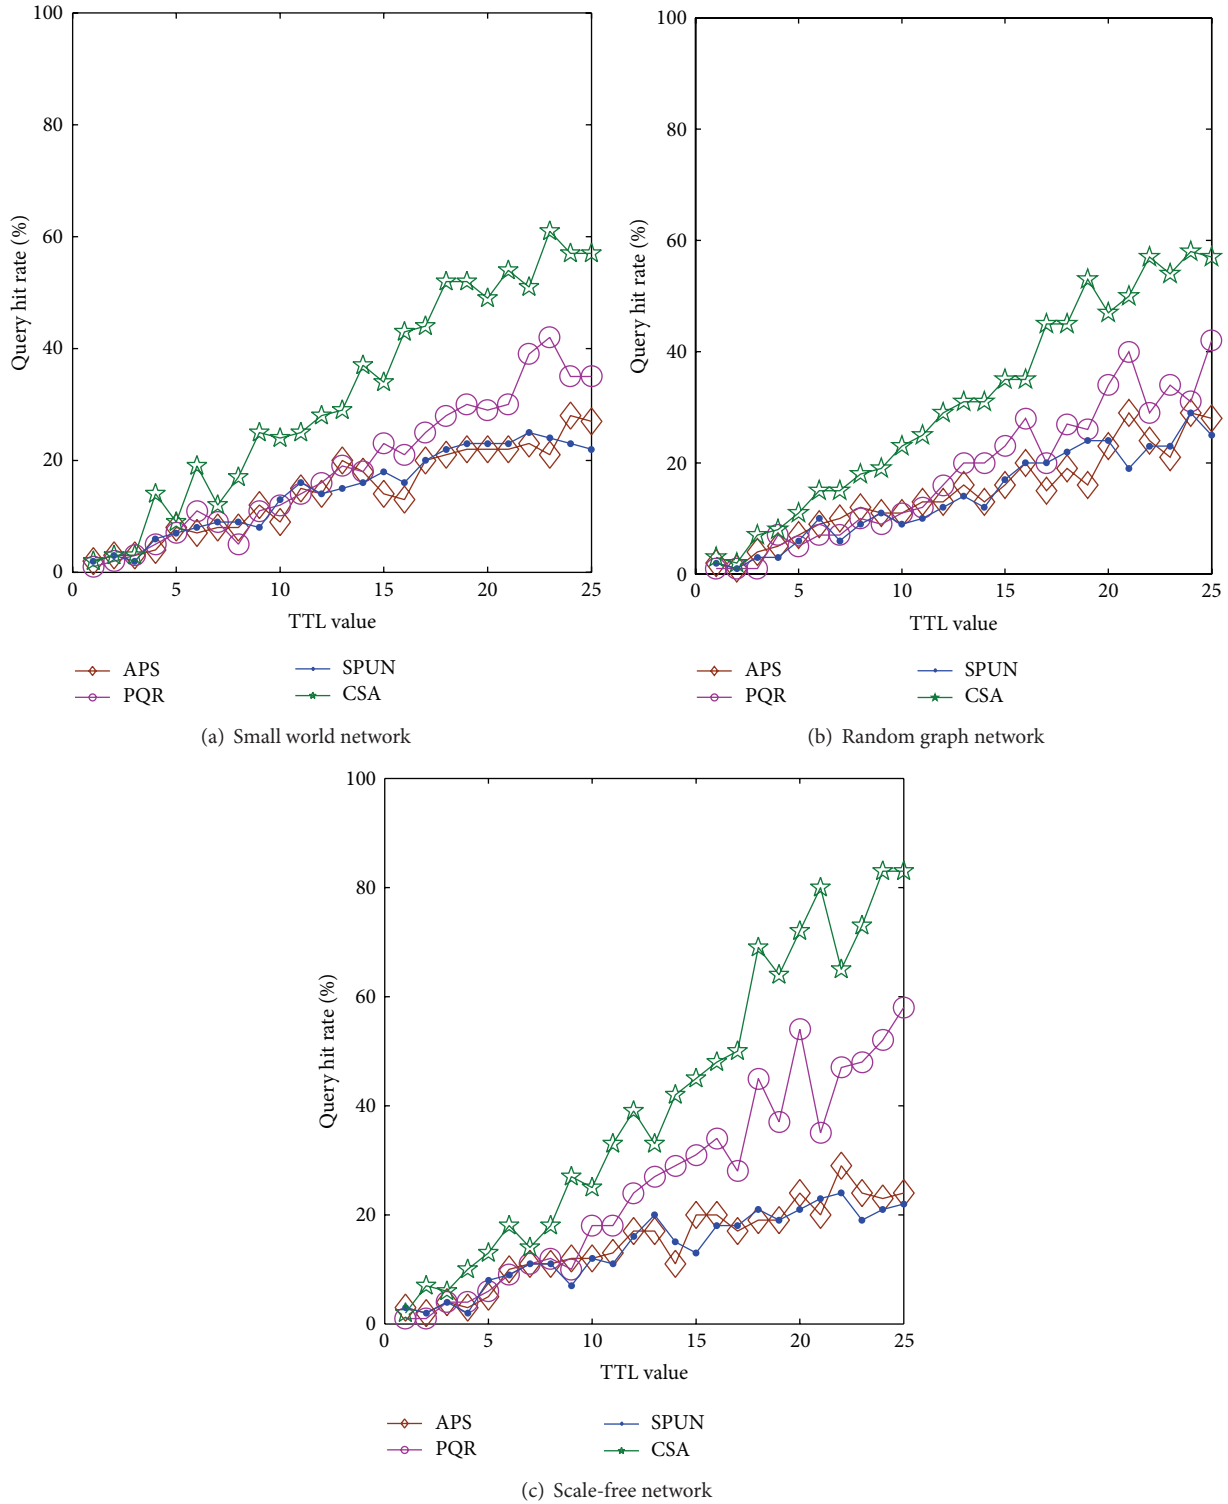 100
80
60
40
20
0
Query hit rate (%)
0 5 10 15 20 25
TTL value
APS SPUN
PQR CSA
(a) Small world network
100
80
60
40
20
0
Query hit rate (%)
0 5 10 15 20 25
TTL value
APS SPUN
PQR CSA
(b) Random graph network
100
80
60
40
20
0
Query hit rate (%)
0 5 10 15 20 25
TTL value
APS SPUN
PQR CSA
(c) Scale-free network